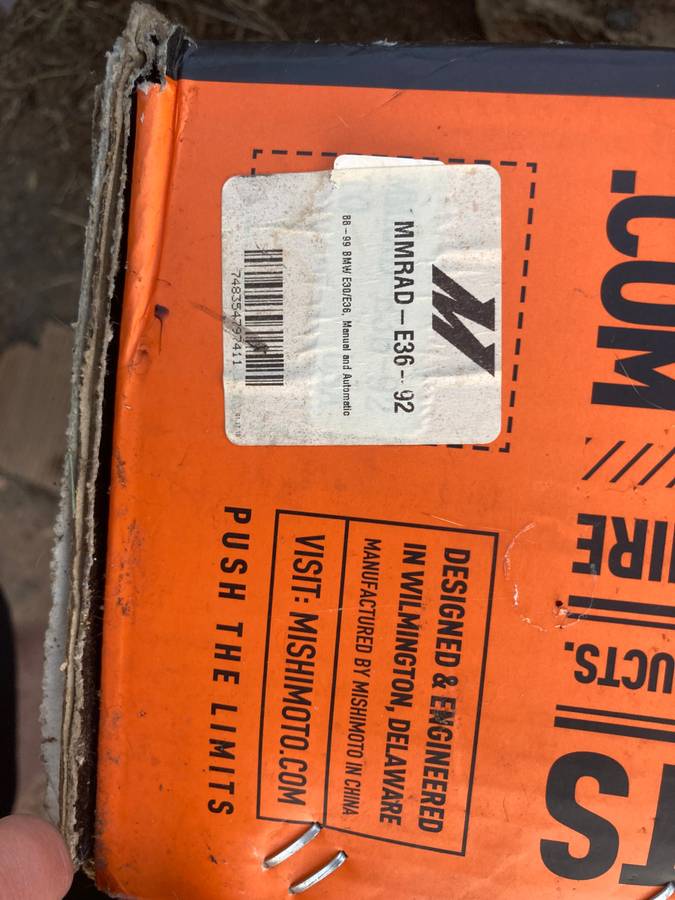 MMRAD-E36-92
88-99 BMW E30/E36, Manual and Automatic
748354797411
DESIGNED & ENGINEERED
IN WILMINGTON, DELAWARE
MANUFACTURED BY MISHIMOTO IN CHINA
VISIT: MISHIMOTO.COM
PUSH THE LIMITS
.COM
IRE
UCTS.
TS